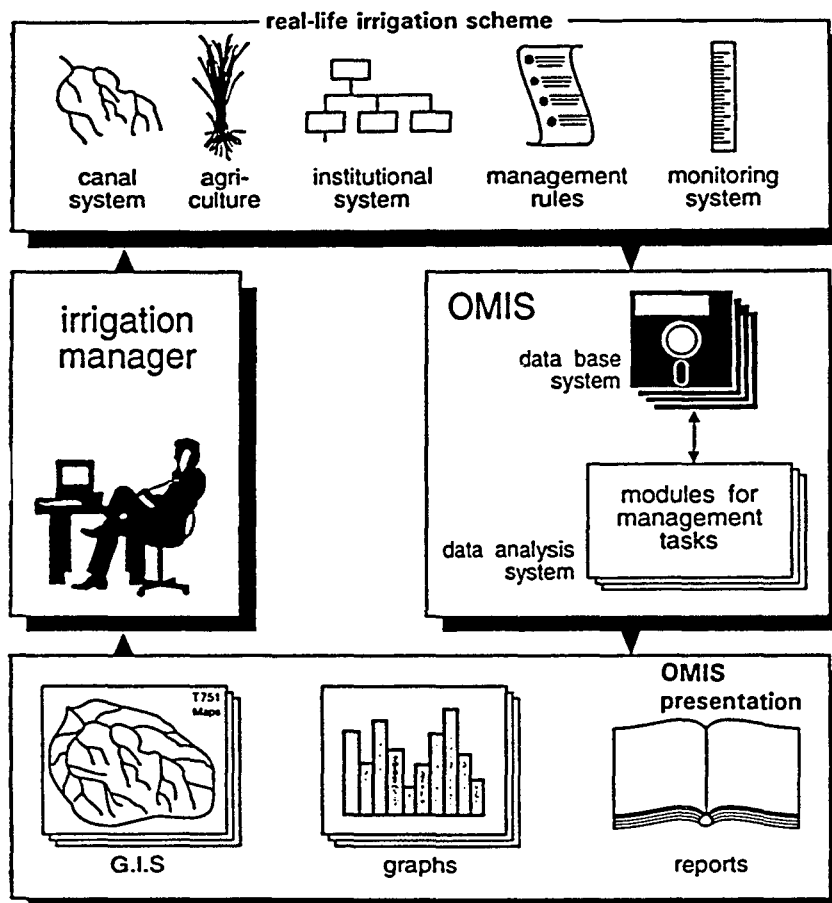 real-life irrigation scheme
canal
system
agri-
culture
institutional
system
management
rules
monitoring
system
irrigation
manager
OMIS
data base
system
modules for
management
tasks
data analysis
system
OMIS
presentation
T751
Maps
G.I.S
graphs
reports